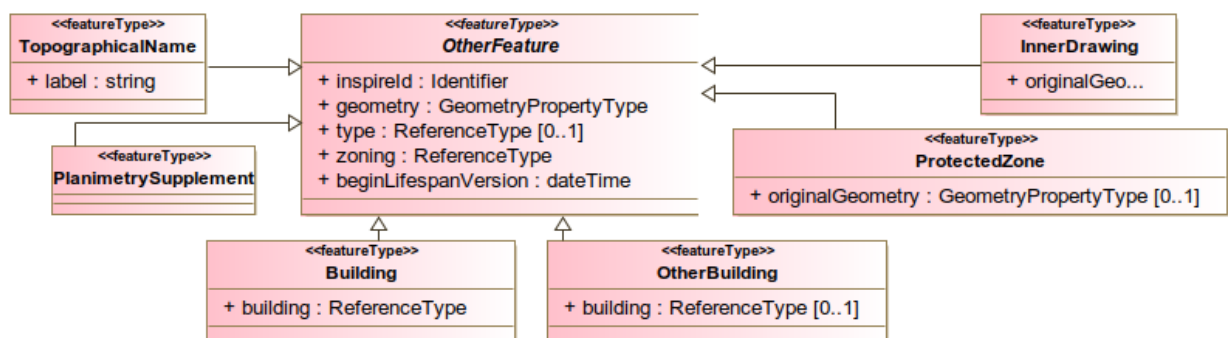 <<featureType>>
TopographicalName
+ label : string
<<featureType>>
PlanimetrySupplement
<<featureType>>
OtherFeature
+ inspireId : Identifier
+ geometry : GeometryPropertyType
+ type : ReferenceType [0..1]
+ zoning : ReferenceType
+ beginLifespanVersion : dateTime
<<featureType>>
InnerDrawing
+ originalGeo...
<<featureType>>
ProtectedZone
+ originalGeometry : GeometryPropertyType [0..1]
<<featureType>>
Building
+ building : ReferenceType
<<featureType>>
OtherBuilding
+ building : ReferenceType [0..1]